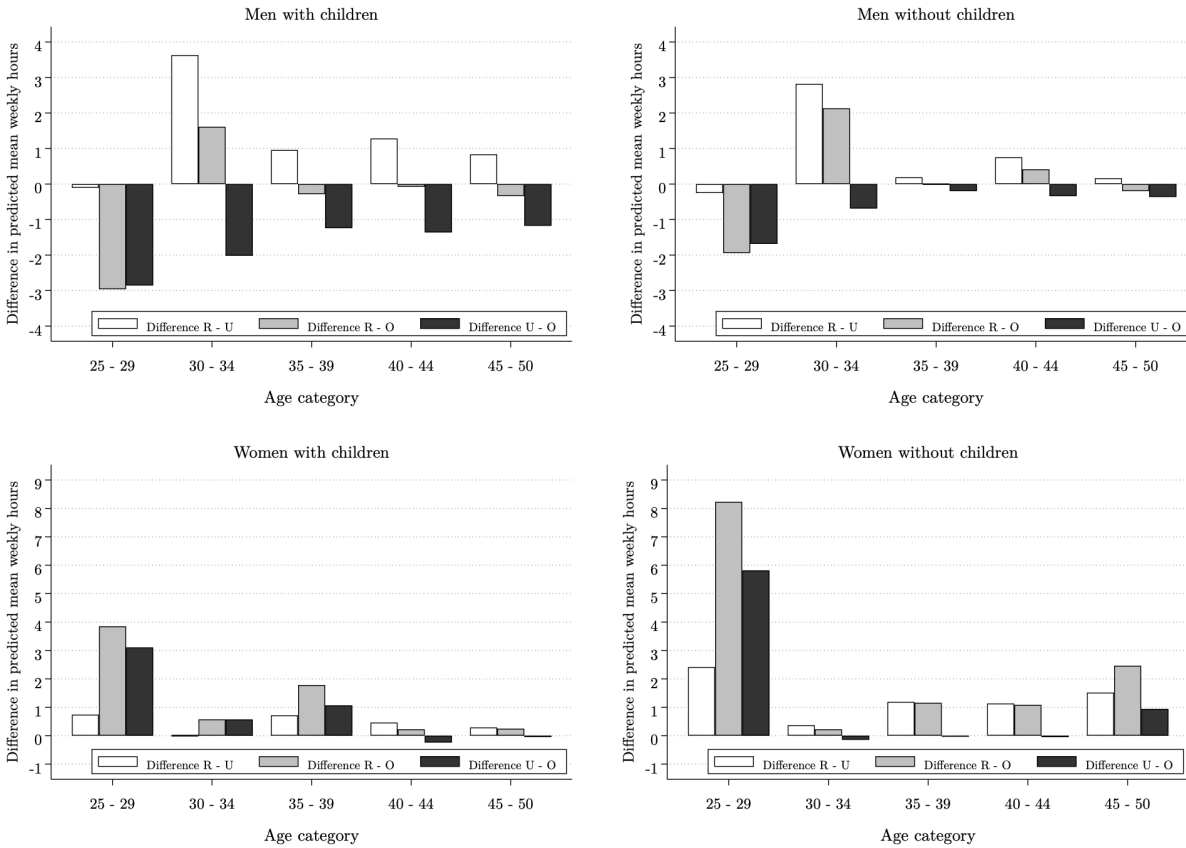 Men with children
Difference in predicted mean weekly hours
4
3
2
1
0
-1
-2
-3
-4
Difference R - U
Difference R - O
Difference U - O
25 - 29
30 - 34
35 - 39
40 - 44
45 - 50
Age category
Men without children
Difference in predicted mean weekly hours
4
3
2
1
0
-1
-2
-3
-4
Difference R - U
Difference R - O
Difference U - O
25 - 29
30 - 34
35 - 39
40 - 44
45 - 50
Age category
Women with children
Difference in predicted mean weekly hours
9
8
7
6
5
4
3
2
1
0
-1
Difference R - U
Difference R - O
Difference U - O
25 - 29
30 - 34
35 - 39
40 - 44
45 - 50
Age category
Women without children
Difference in predicted mean weekly hours
9
8
7
6
5
4
3
2
1
0
-1
Difference R - U
Difference R - O
Difference U - O
25 - 29
30 - 34
35 - 39
40 - 44
45 - 50
Age category